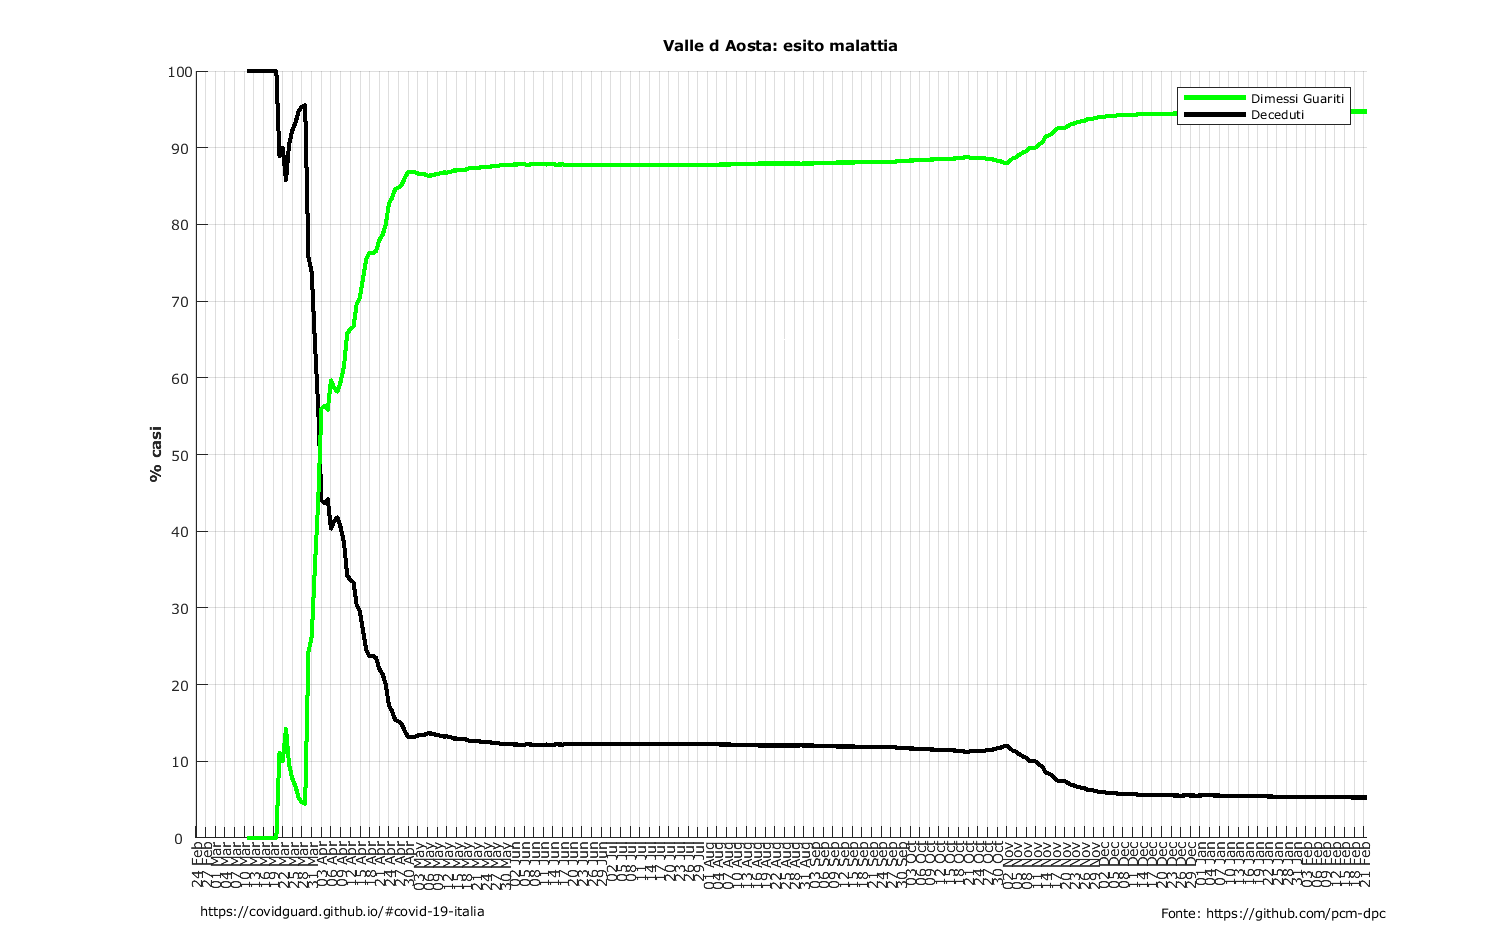 Valle d Aosta: esito malattia
100
90
80
70
60
50
40
30
20
10
0
% casi
Dimessi Guariti
Deceduti
24 Feb
27 Feb
01 Mar
04 Mar
07 Mar
10 Mar
13 Mar
16 Mar
19 Mar
22 Mar
25 Mar
28 Mar
31 Mar
03 Apr
06 Apr
09 Apr
12 Apr
15 Apr
18 Apr
21 Apr
24 Apr
27 Apr
30 Apr
03 May
06 May
09 May
12 May
15 May
18 May
21 May
24 May
27 May
30 May
02 Jun
05 Jun
08 Jun
11 Jun
14 Jun
17 Jun
20 Jun
23 Jun
26 Jun
29 Jun
02 Jul
05 Jul
08 Jul
11 Jul
14 Jul
17 Jul
20 Jul
23 Jul
26 Jul
29 Jul
01 Aug
04 Aug
07 Aug
10 Aug
13 Aug
16 Aug
19 Aug
22 Aug
25 Aug
28 Aug
31 Aug
03 Sep
06 Sep
09 Sep
12 Sep
15 Sep
18 Sep
21 Sep
24 Sep
27 Sep
30 Sep
03 Oct
06 Oct
09 Oct
12 Oct
15 Oct
18 Oct
21 Oct
24 Oct
27 Oct
30 Oct
02 Nov
05 Nov
08 Nov
11 Nov
14 Nov
17 Nov
20 Nov
23 Nov
26 Nov
29 Nov
02 Dec
05 Dec
08 Dec
11 Dec
14 Dec
17 Dec
20 Dec
23 Dec
26 Dec
29 Dec
01 Jan
04 Jan
07 Jan
10 Jan
13 Jan
16 Jan
19 Jan
22 Jan
25 Jan
28 Jan
31 Jan
03 Feb
06 Feb
09 Feb
12 Feb
15 Feb
18 Feb
21 Feb
https://covidguard.github.io/#covid-19-italia
Fonte: https://github.com/pcm-dpc